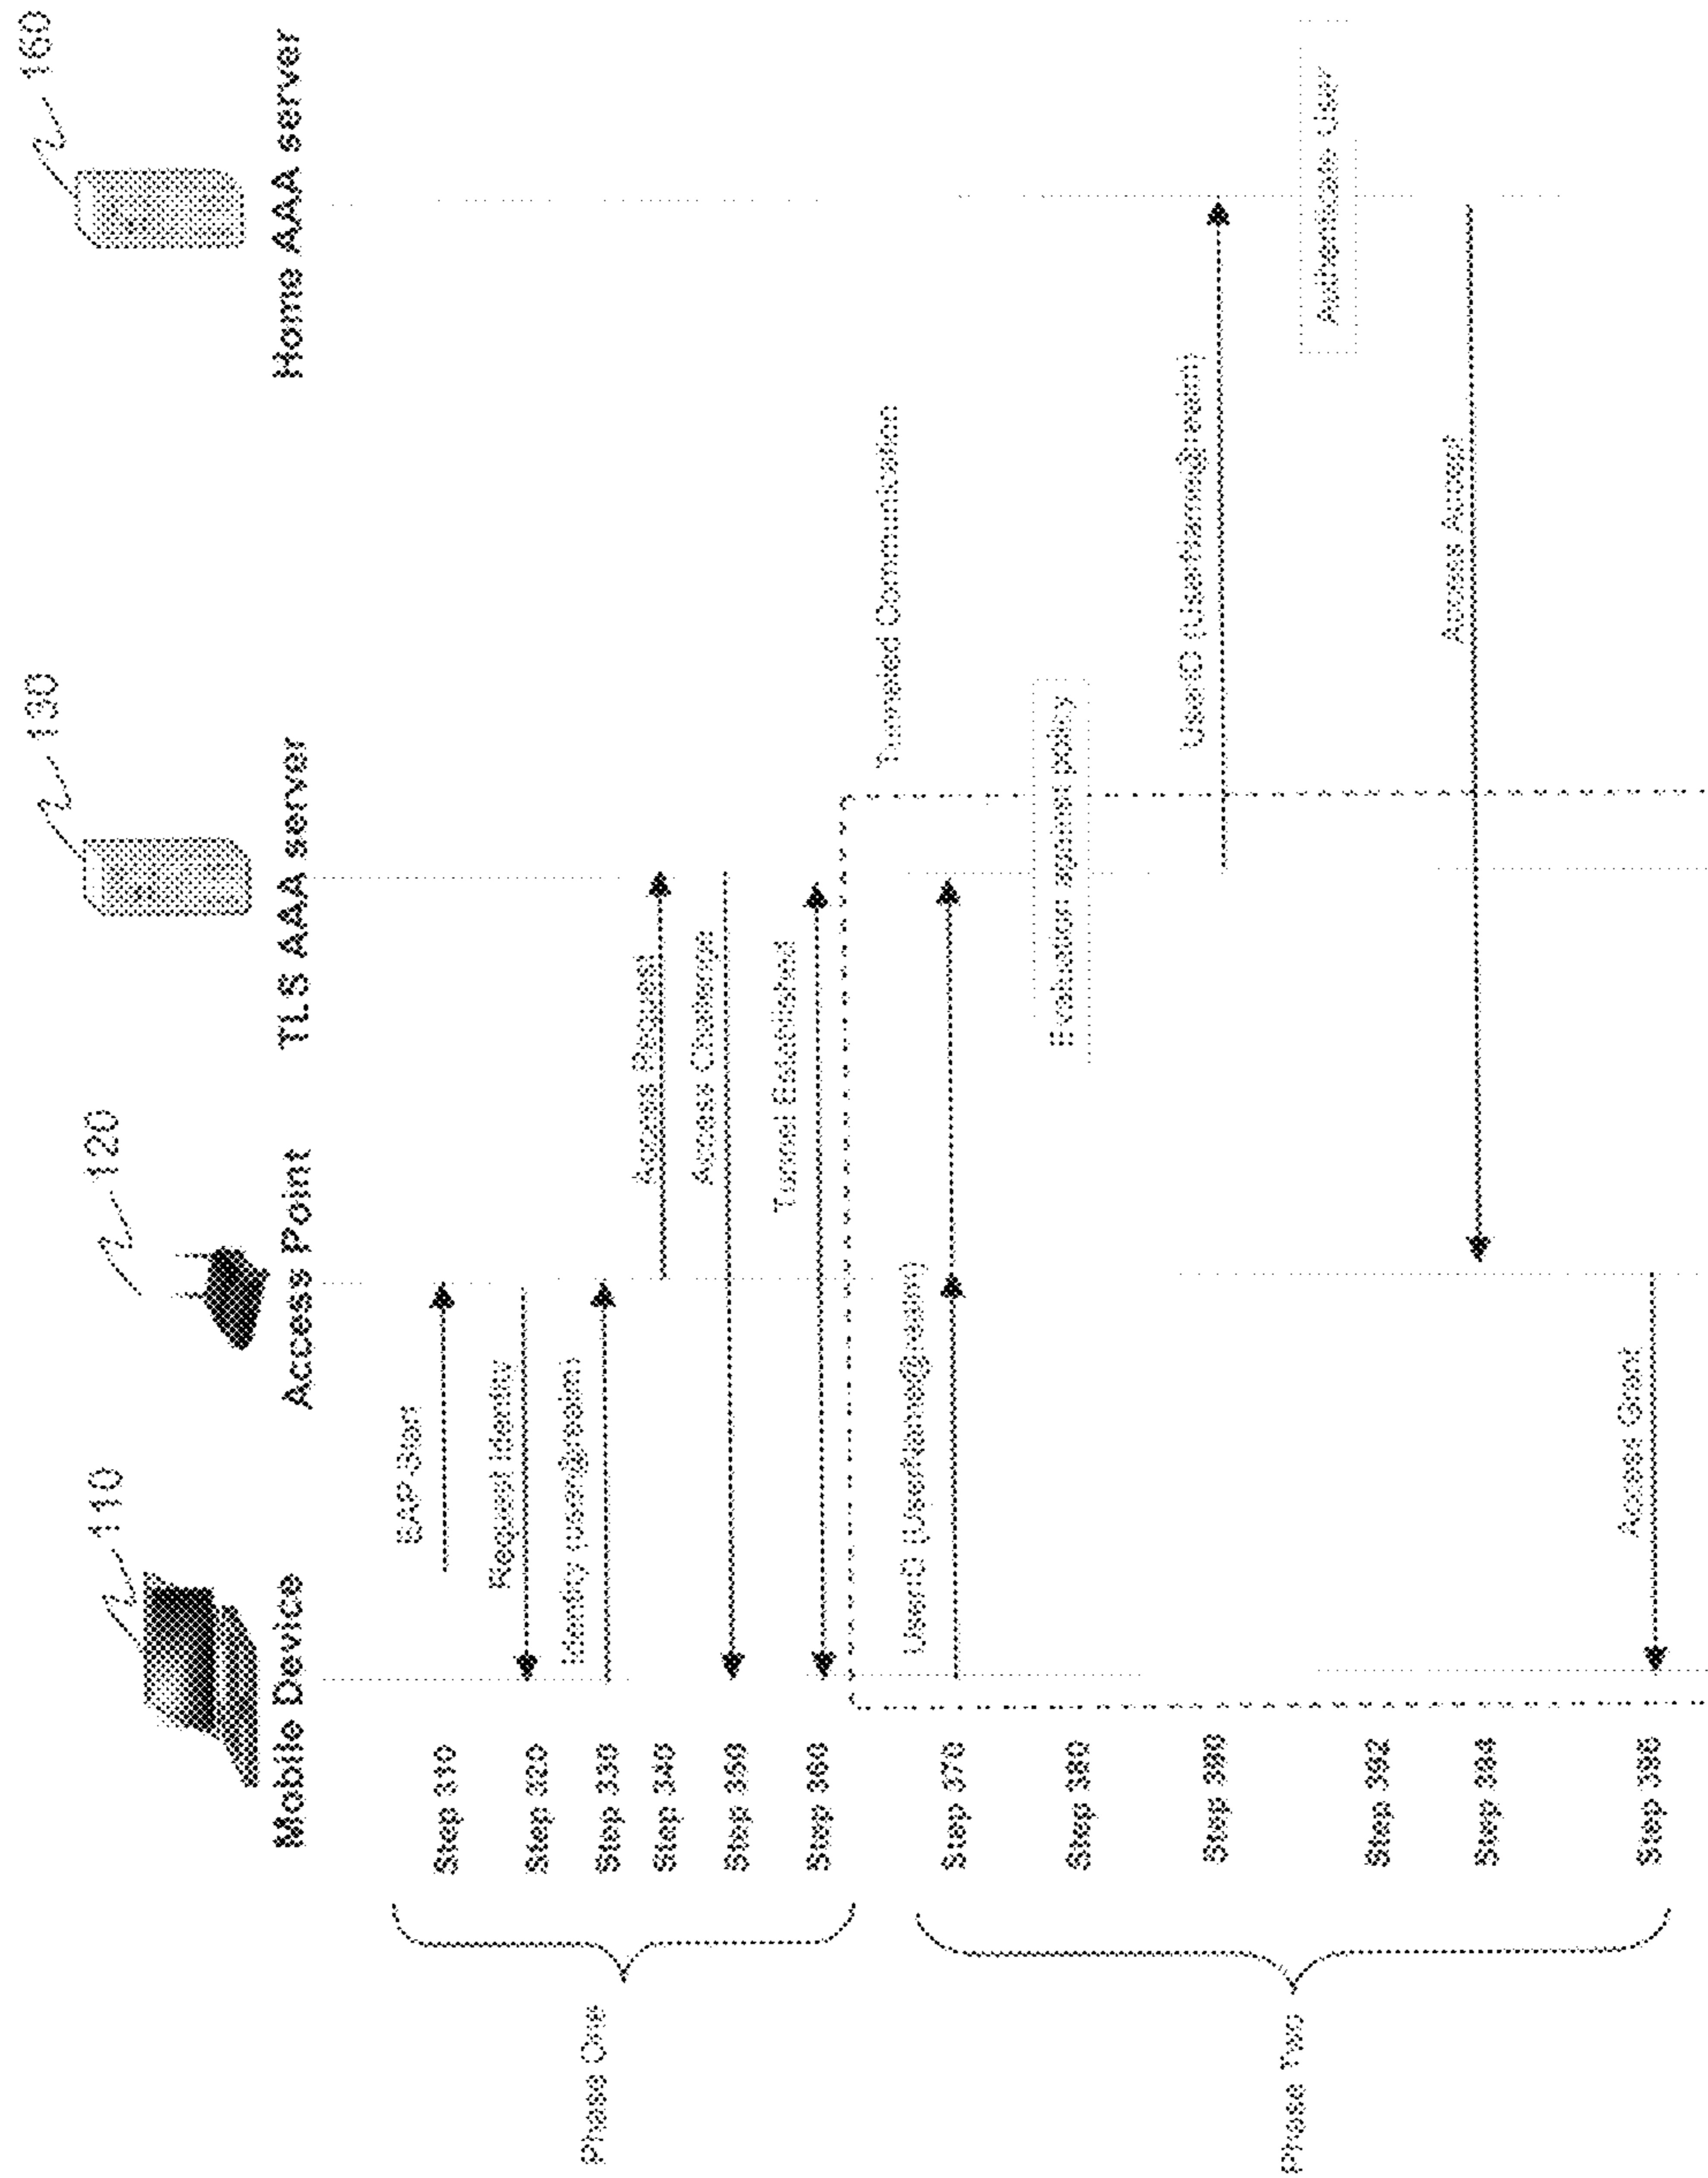 110
120
130
160
Mobile Device
Access Point
TLS AAA server
Home AAA server
Phase One
Step 310
EAP-Start
Step 320
Request Identity
Step 330
Identity (user@realm)
Step 340
Access Request
Step 350
Access Challenge
Step 360
Tunnel Established
Tunneled Communication
Phase Two
Step 370
UserID (UserName@realm)
Step 380
Evaluation against policy
Step 390
UserID (UserName@realm)
Step 392
Authenticate User
Step 394
Access Accept
Step 396
Access Grant